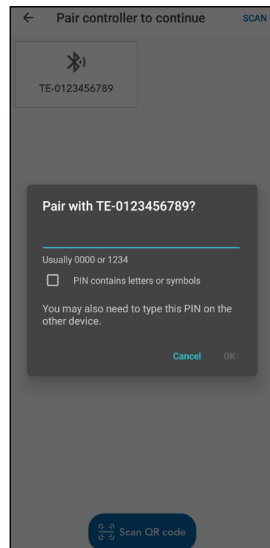 Pair controller to continue SCAN
TE-0123456789
Pair with TE-0123456789?
Usually 0000 or 1234
PIN contains letters or symbols
You may also need to type this PIN on the
other device.
Cancel OK
Scan QR code